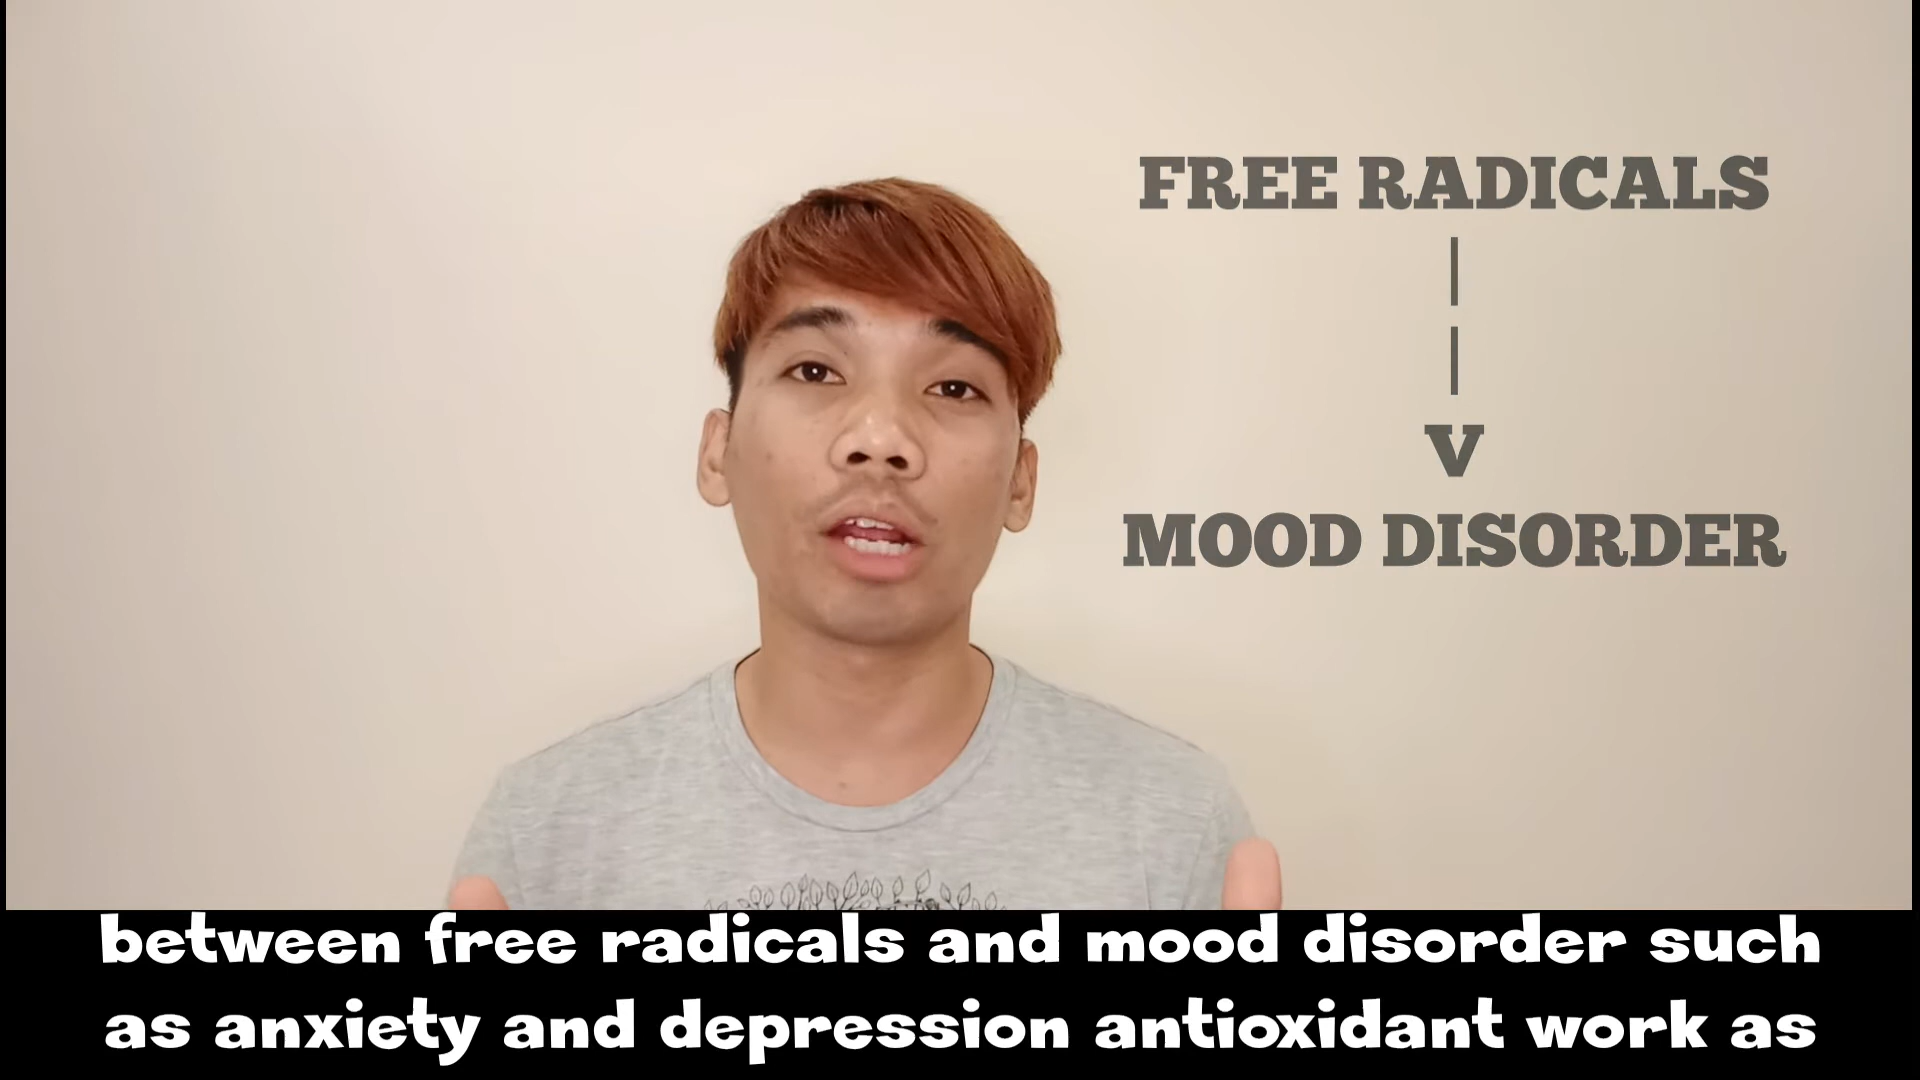 FREE RADICALS
|
|
V
MOOD DISORDER
between free radicals and mood disorder such
as anxiety and depression antioxidant work as